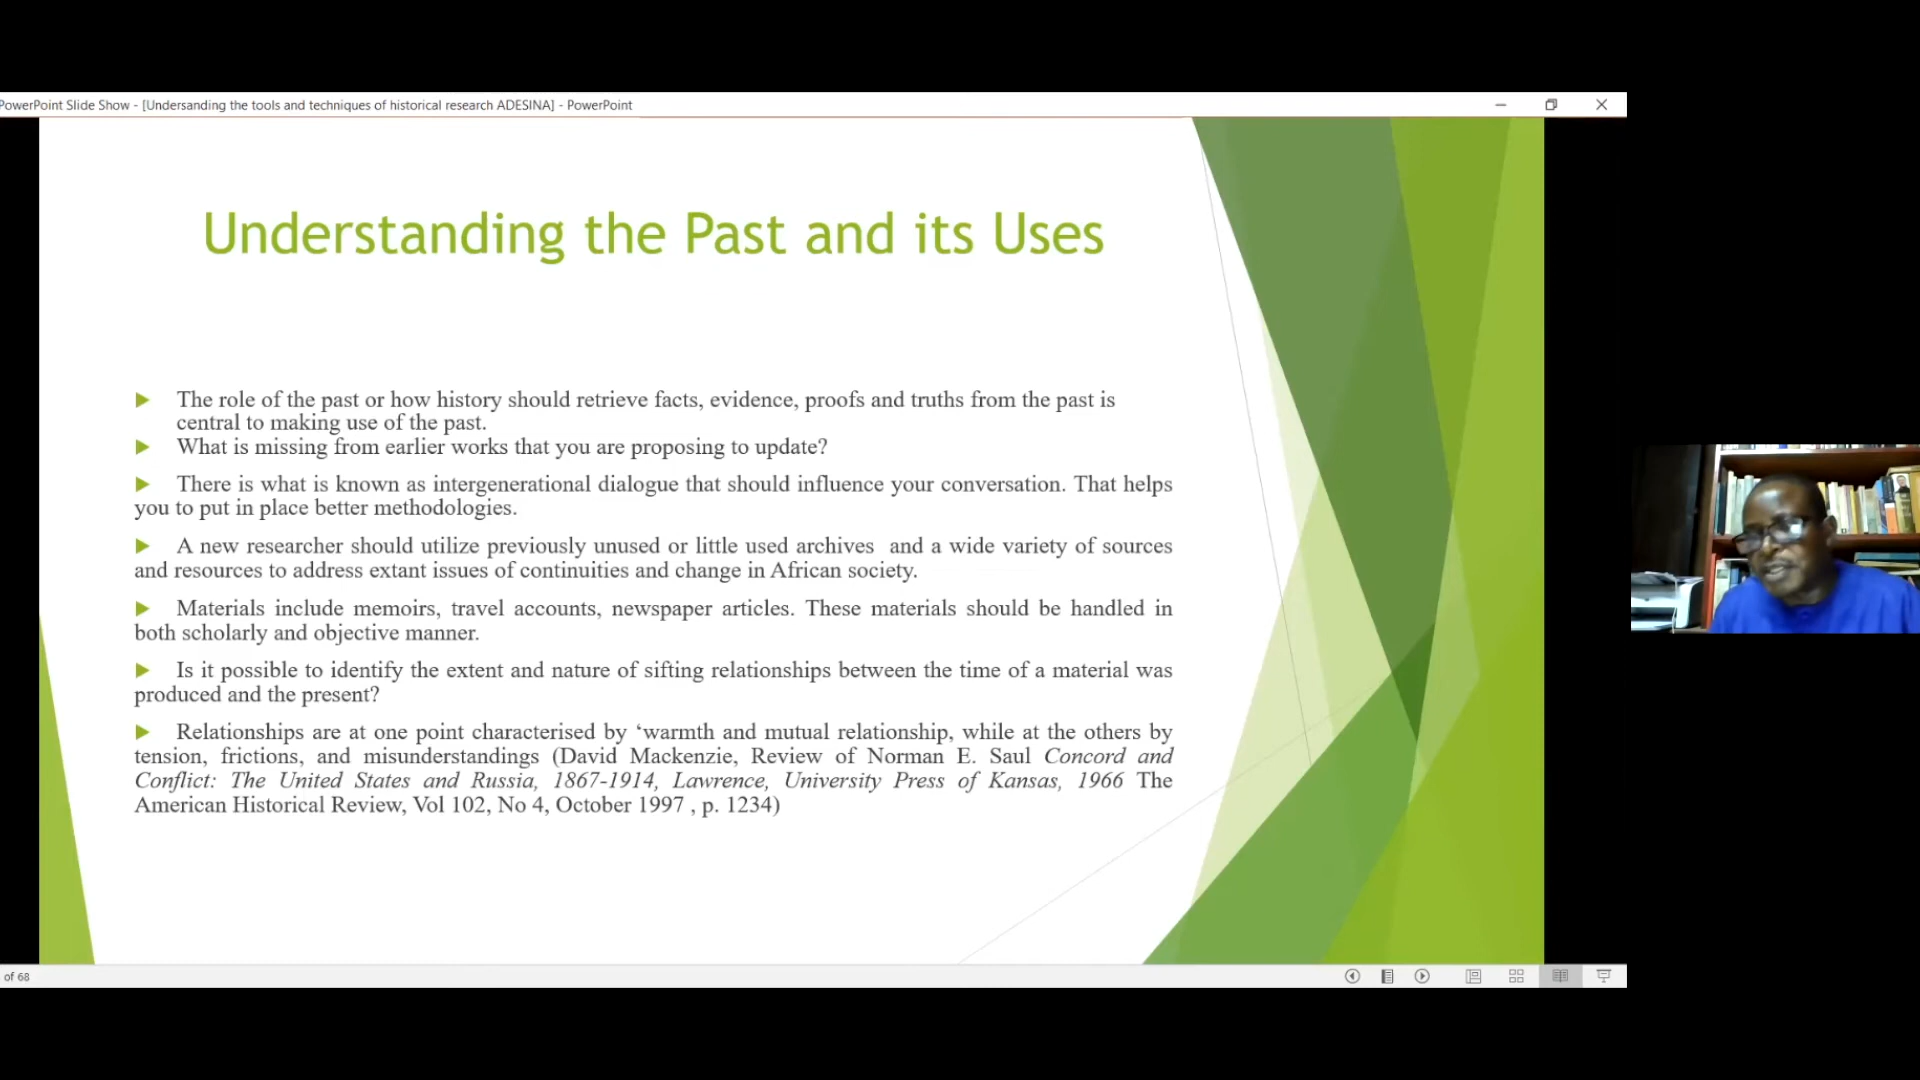 PowerPoint Slide Show - [Undersanding the tools and techniques of historical research ADESINA] - PowerPoint
Understanding the Past and its Uses
The role of the past or how history should retrieve facts, evidence, proofs and truths from the past is
central to making use of the past.
What is missing from earlier works that you are proposing to update?
There is what is known as intergenerational dialogue that should influence your conversation. That helps
you to put in place better methodologies.
A new researcher should utilize previously unused or little used archives and a wide variety of sources
and resources to address extant issues of continuities and change in African society.
Materials include memoirs, travel accounts, newspaper articles. These materials should be handled in
both scholarly and objective manner.
Is it possible to identify the extent and nature of sifting relationships between the time of a material was
produced and the present?
Relationships are at one point characterised by ‘warmth and mutual relationship, while at the others by
tension, frictions, and misunderstandings (David Mackenzie, Review of Norman E. Saul Concord and
Conflict: The United States and Russia, 1867-1914, Lawrence, University Press of Kansas, 1966 The
American Historical Review, Vol 102, No 4, October 1997 , p. 1234)
of 68